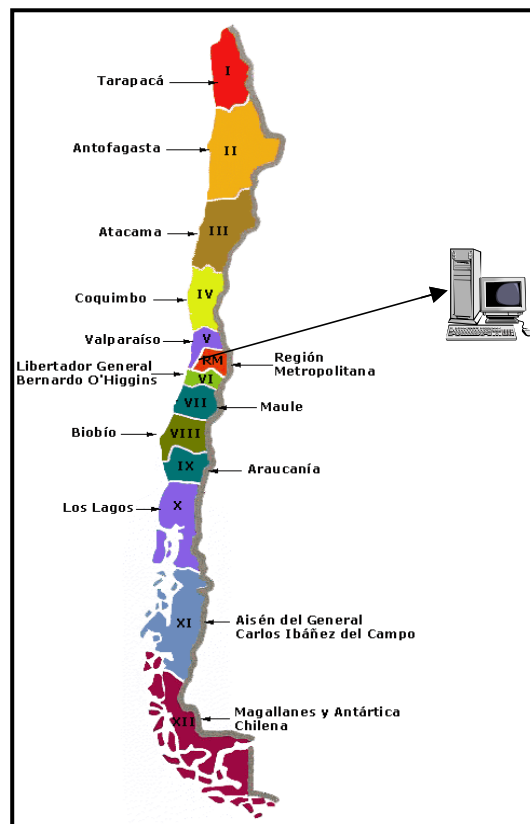 I
Tarapacá
Antofagasta
II
Atacama
III
Coquimbo
IV
Valparaíso
V
RM
Región
Metropolitana
Libertador General
Bernardo O'Higgins
VI
VII
Maule
Biobío
VIII
IX
Araucanía
Los Lagos
X
XI
Aisén del General
Carlos Ibáñez del Campo
XII
Magallanes y Antártica
Chilena